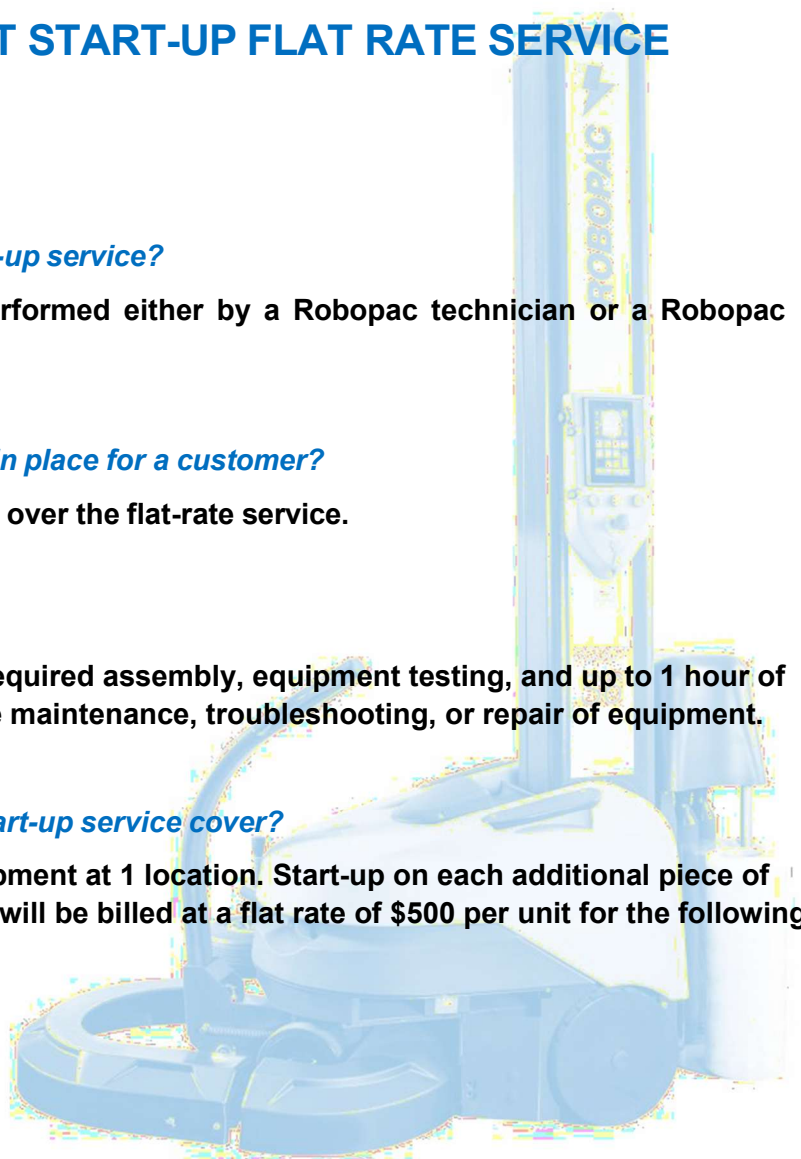 T START-UP FLAT RATE SERVICE
ROBOPAC
-up service?
rformed either by a Robopac technician or a Robopac
in place for a customer?
over the flat-rate service.
equired assembly, equipment testing, and up to 1 hour of
e maintenance, troubleshooting, or repair of equipment.
art-up service cover?
pment at 1 location. Start-up on each additional piece of
will be billed at a flat rate of $500 per unit for the following